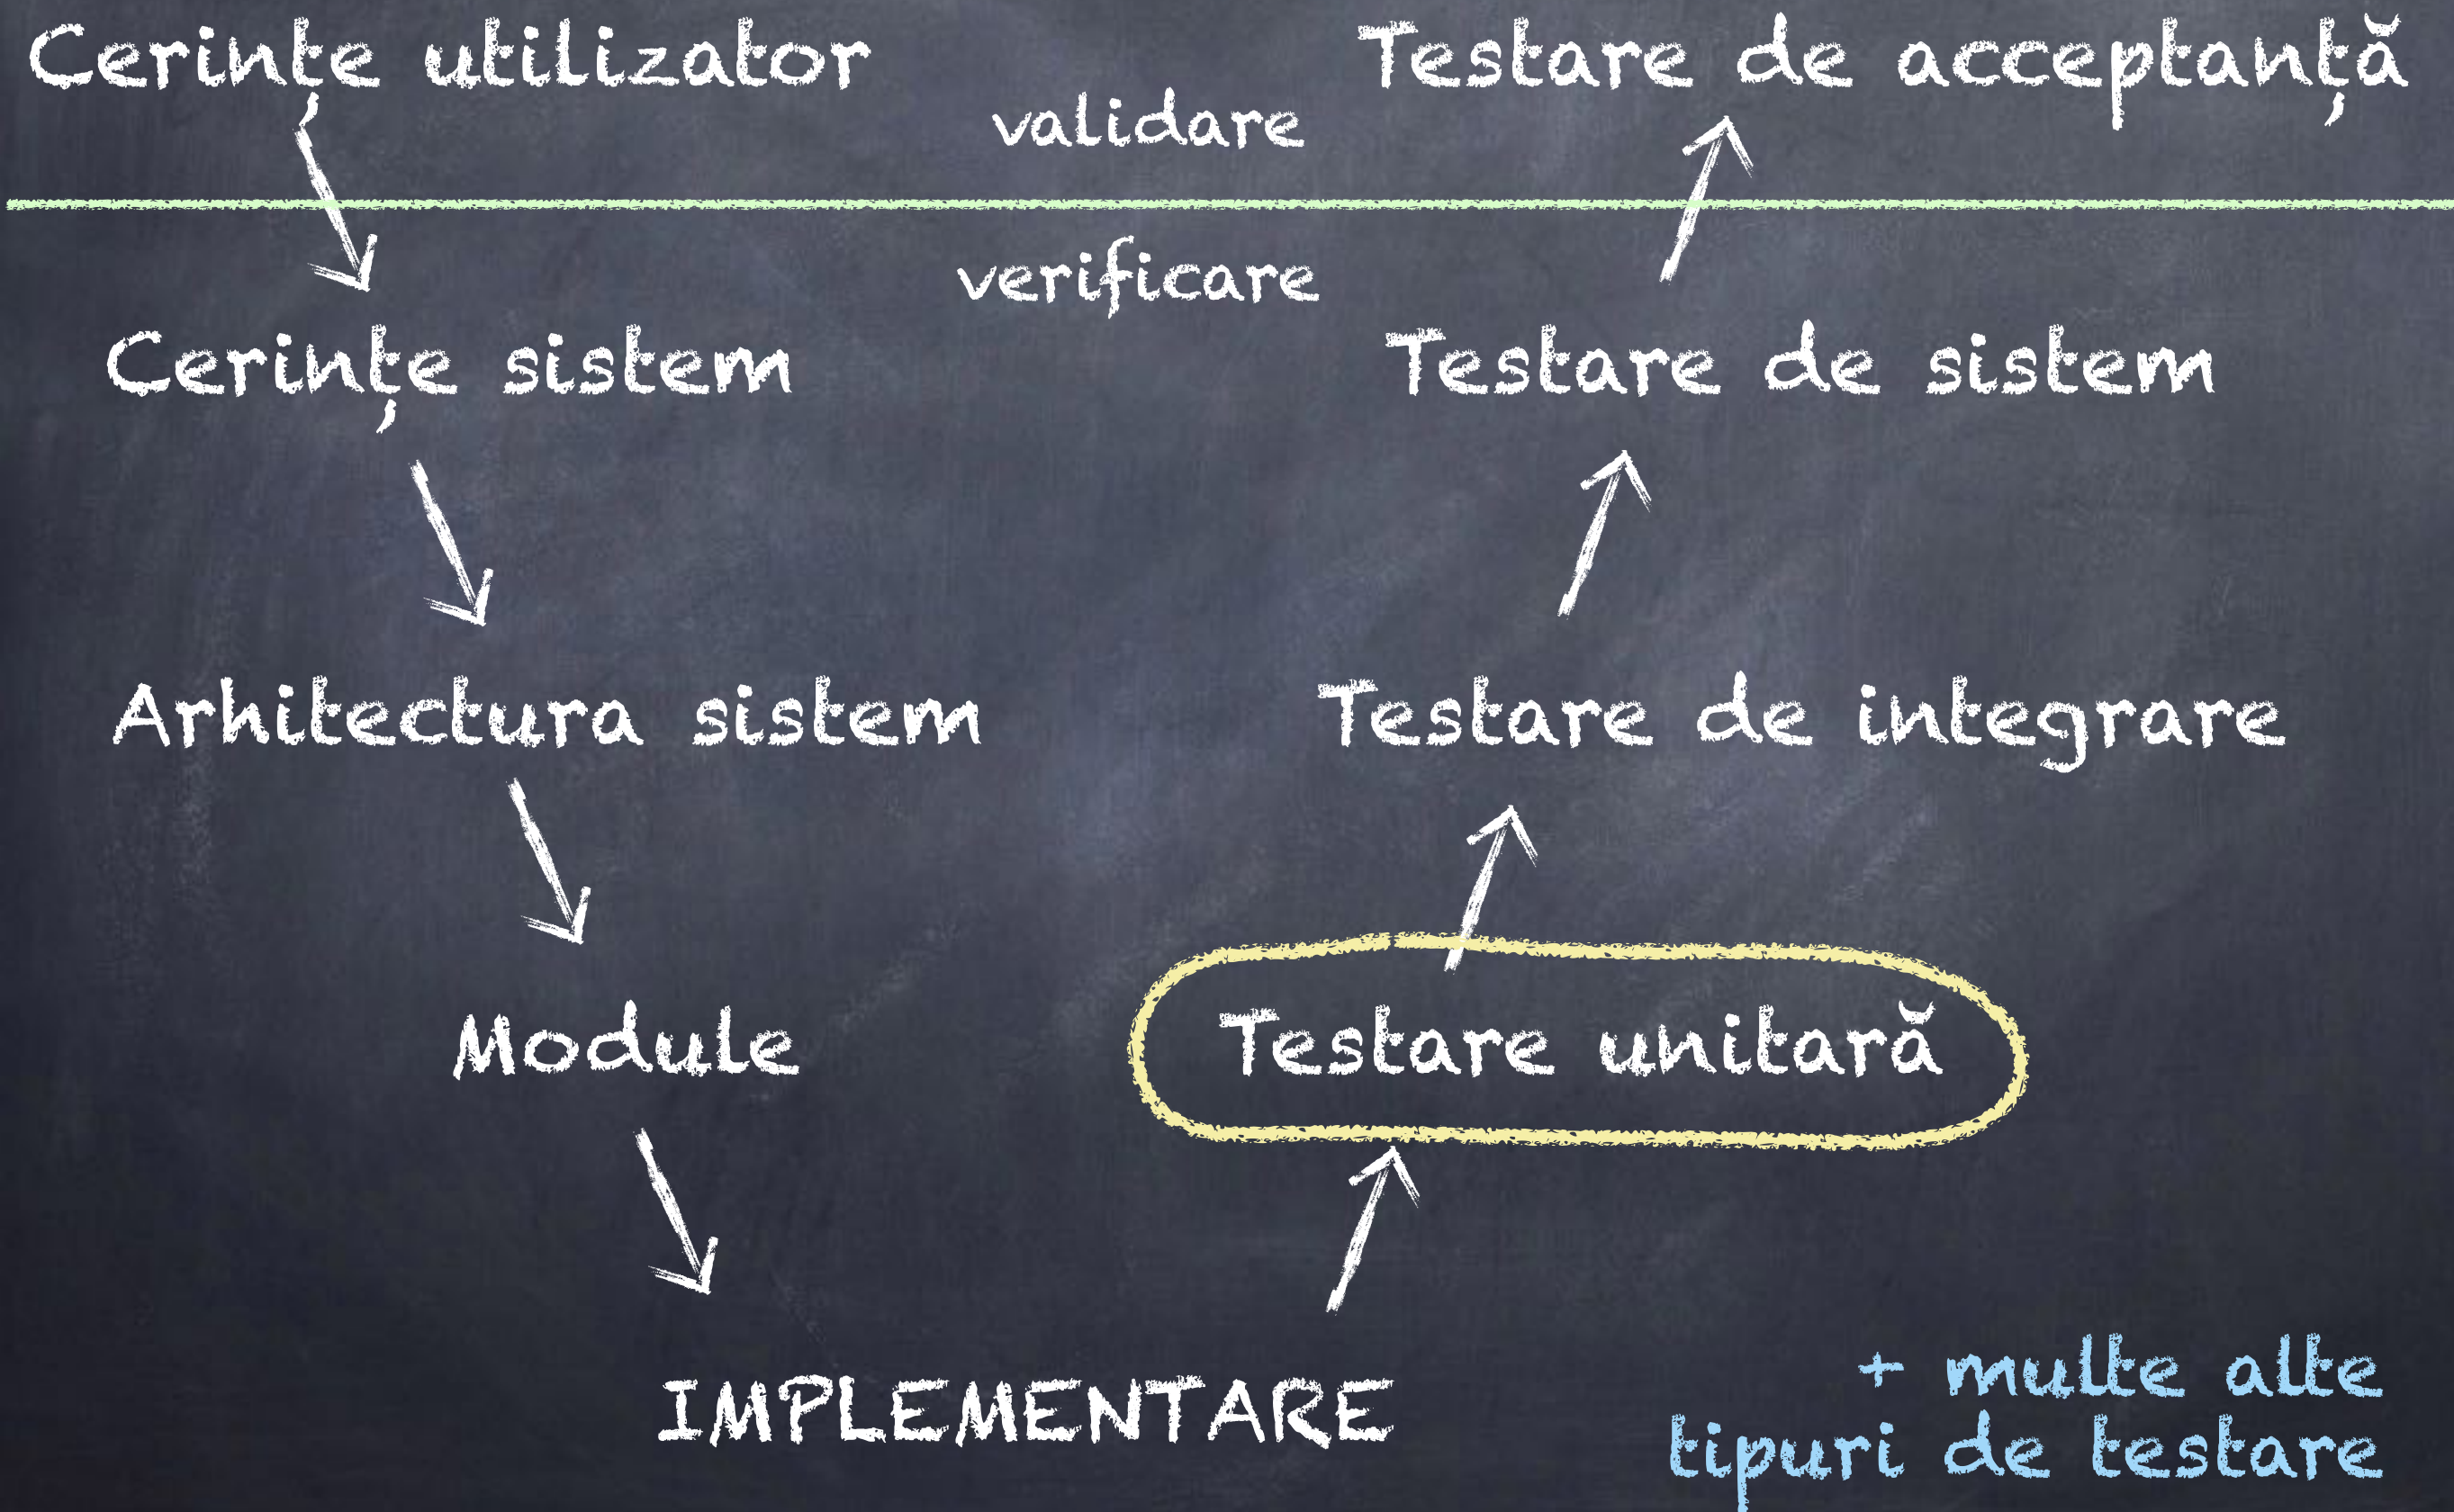 Cerințe utilizator
Testare de acceptanță
validare
verificare
Cerințe sistem
Testare de sistem
Arhitectura sistem
Testare de integrare
Module
Testare unitară
IMPLEMENTARE
+ multe alte
tipuri de testare